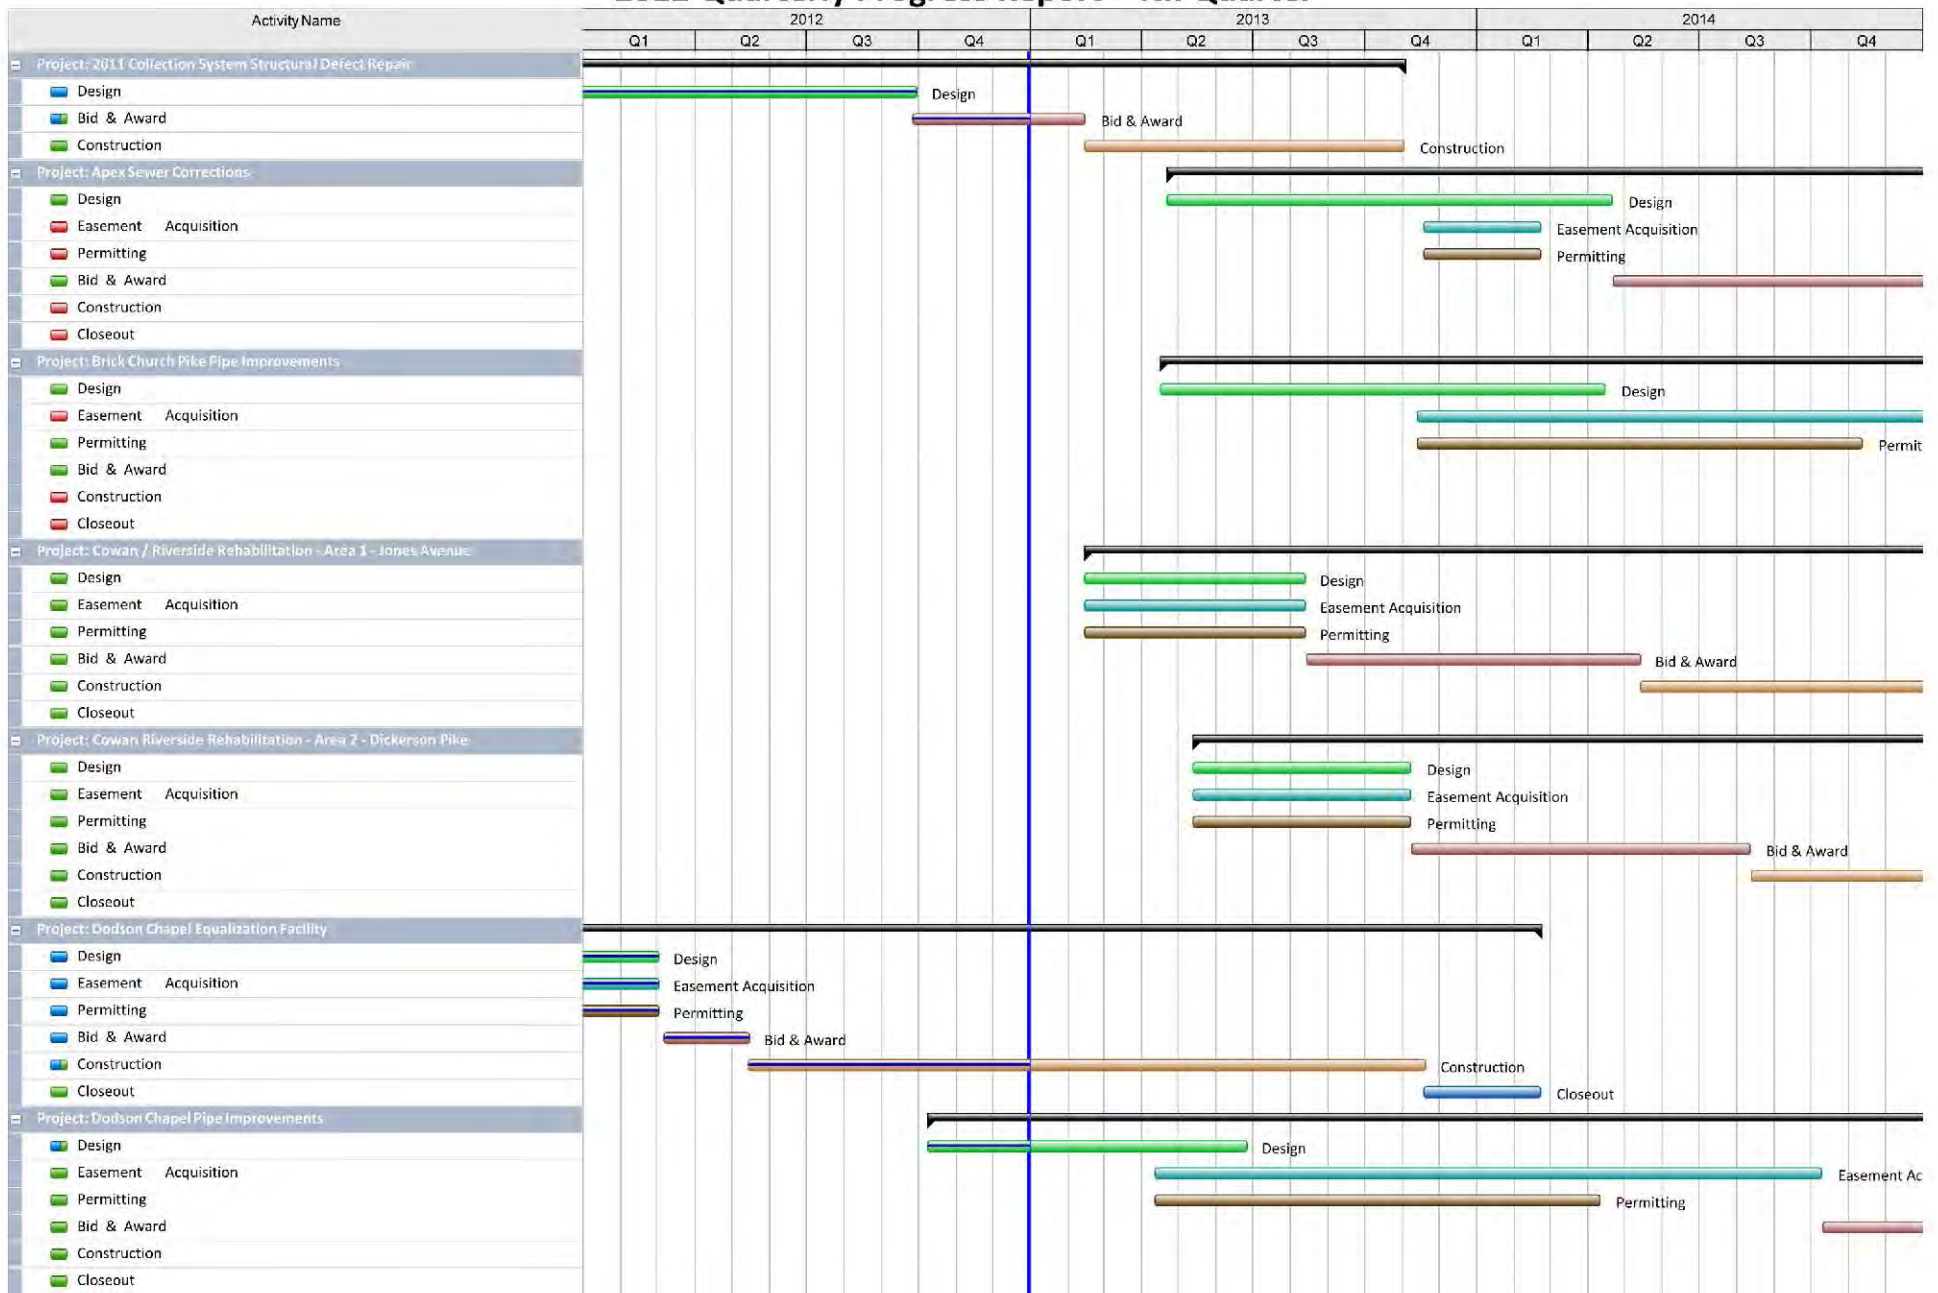 2012 Quarterly Progress Report - 4th Quarter
Activity Name 2012 2013 2014
Q1 Q2 Q3 Q4 Q1 Q2 Q3 Q4 Q1 Q2 Q3 Q4
Project: 2011 Collection System Structural Defect Repair
Design Design
Bid & Award Bid & Award
Construction Construction
Project: Apex Sewer Corrections
Design Design
Easement Acquisition Easement Acquisition
Permitting Permitting
Bid & Award
Construction
Closeout
Project: Brick Church Pike Pipe Improvements
Design Design
Easement Acquisition
Permitting Permit
Bid & Award
Construction
Closeout
Project: Cowan / Riverside Rehabilitation - Area 1 - Jones Avenue
Design Design
Easement Acquisition Easement Acquisition
Permitting Permitting
Bid & Award Bid & Award
Construction
Closeout
Project: Cowan Riverside Rehabilitation - Area 2 - Dickerson Pike
Design Design
Easement Acquisition Easement Acquisition
Permitting Permitting
Bid & Award Bid & Award
Construction
Closeout
Project: Dodson Chapel Equalization Facility
Design Design
Easement Acquisition Easement Acquisition
Permitting Permitting
Bid & Award Bid & Award
Construction Construction
Closeout Closeout
Project: Dodson Chapel Pipe Improvements
Design Design
Easement Acquisition Easement Ac
Permitting Permitting
Bid & Award
Construction
Closeout